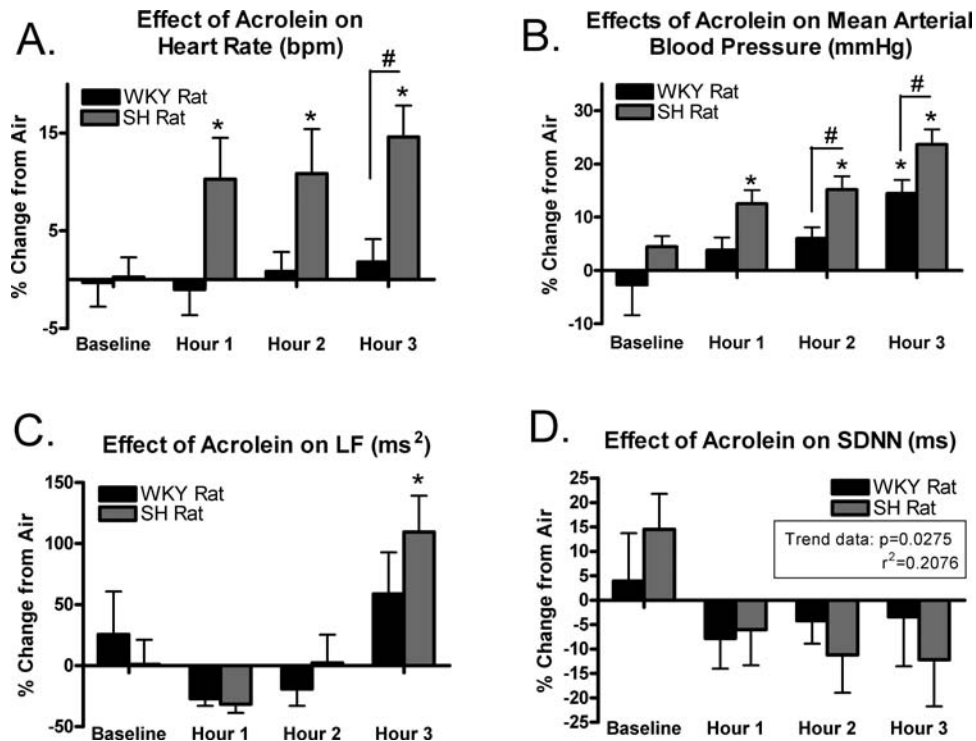 A.
Effect of Acrolein on
Heart Rate (bpm)
WKY Rat
SH Rat
#
*
*
*
% Change from Air
15
5
-5
Baseline Hour 1 Hour 2 Hour 3
B.
Effects of Acrolein on Mean Arterial
Blood Pressure (mmHg)
WKY Rat
SH Rat
#
#
*
*
*
*
% Change from Air
30
20
10
0
-10
Baseline Hour 1 Hour 2 Hour 3
C.
Effect of Acrolein on LF (ms²)
WKY Rat
SH Rat
*
% Change from Air
150
100
50
0
-50
Baseline Hour 1 Hour 2 Hour 3
D.
Effect of Acrolein on SDNN (ms)
WKY Rat
SH Rat
Trend data: p=0.0275
r²=0.2076
% Change from Air
25
20
15
10
5
0
-5
-10
-15
-20
-25
Baseline Hour 1 Hour 2 Hour 3